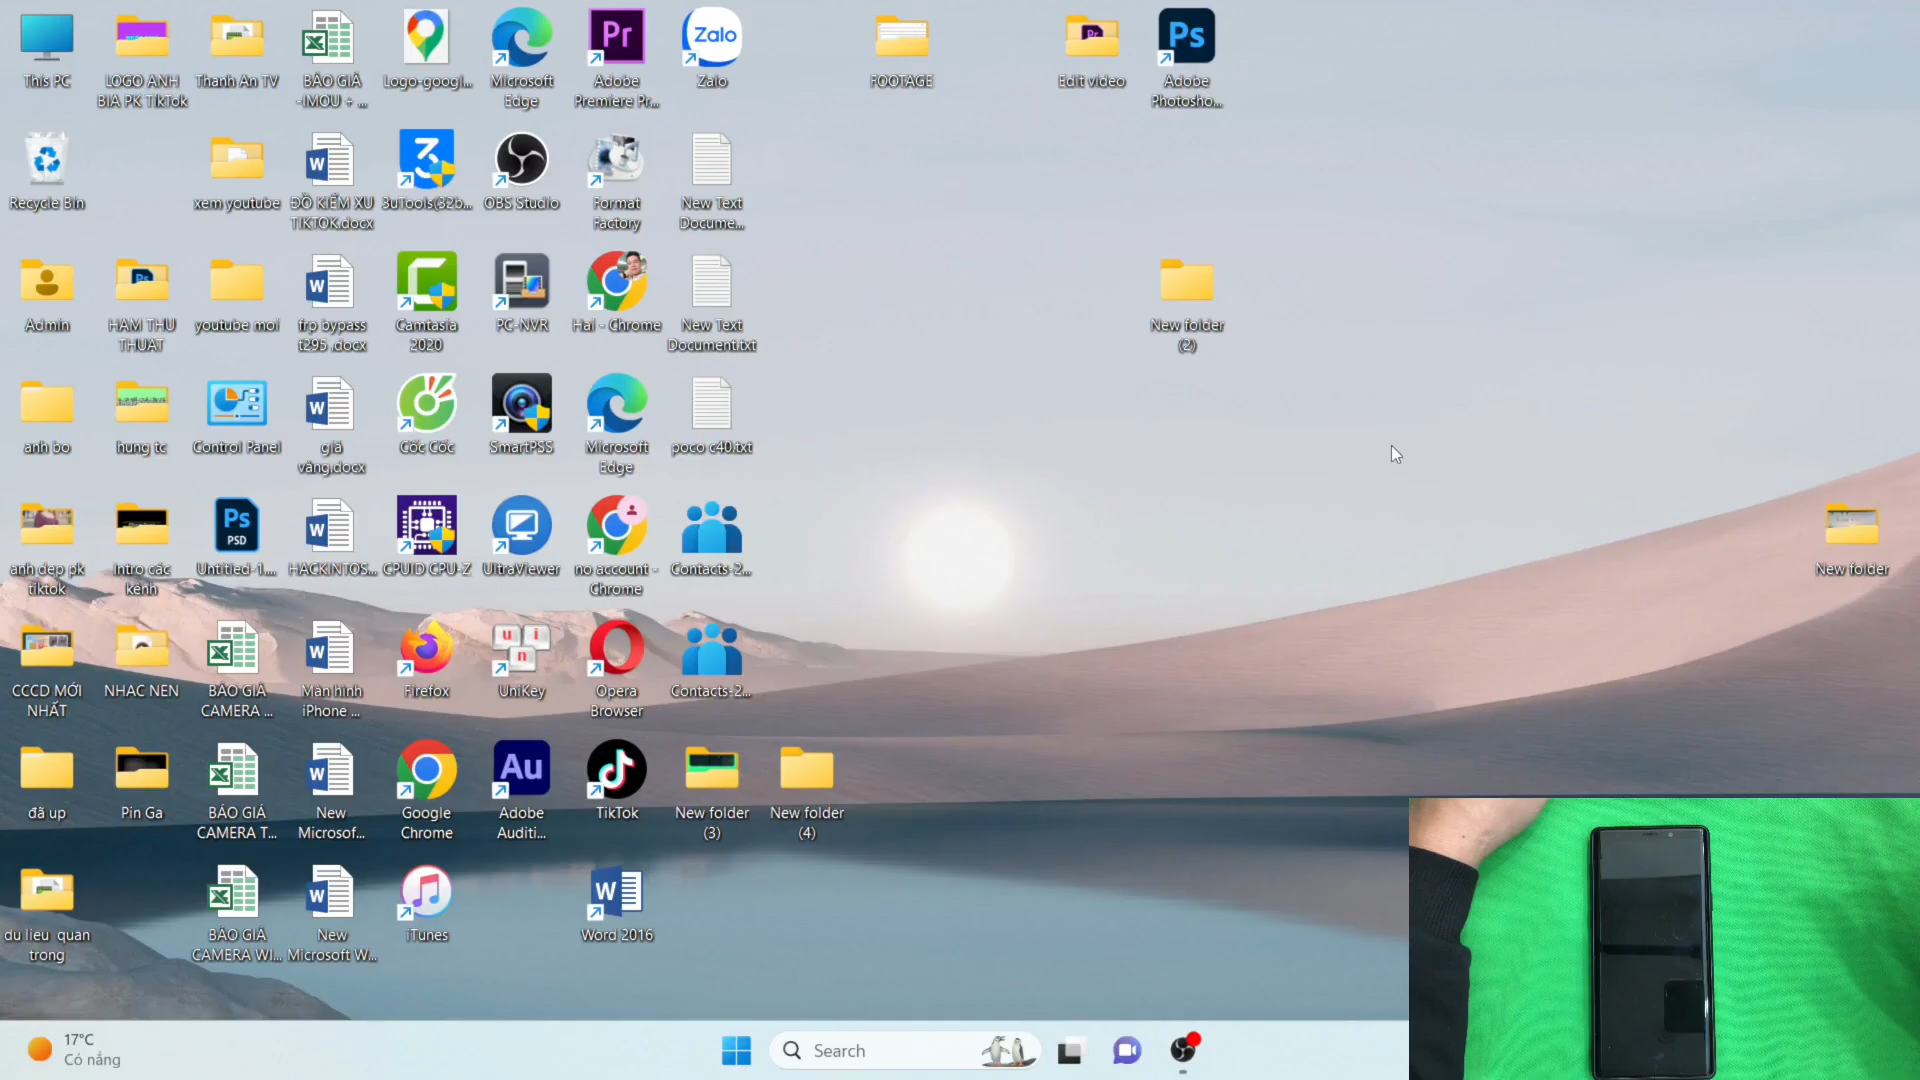 This PC
LOGO ANH
BIA PK TikTok
Thanh An TV
BÁO GIÁ
-IMOU + ...
Logo-googl...
Microsoft
Edge
Adobe
Premiere Pr...
Zalo
FOOTAGE
Edit video
Adobe
Photosho...
Recycle Bin
xem youtube
ĐỒ KIẾM XU
TIKTOK.docx
3uTools(32b...
OBS Studio
Format
Factory
New Text
Docume...
Admin
HAM THU
THUAT
youtube moi
frp bypass
t295 .docx
Camtasia
2020
PC-NVR
Hai - Chrome
New Text
Document.txt
New folder
(2)
anh bo
hung tc
Control Panel
giá
vàng.docx
Cốc Cốc
SmartPSS
Microsoft
Edge
poco c40.txt
anh dep pk
tiktok
intro các
kênh
Untitled-1....
HACKINTOS...
CPUID CPU-Z
UltraViewer
no account -
Chrome
Contacts-2...
New folder
CCCD MỚI
NHẤT
NHAC NEN
BÁO GIÁ
CAMERA ...
Màn hình
iPhone ...
Firefox
UniKey
Opera
Browser
Contacts-2...
đã up
Pin Ga
BÁO GIÁ
CAMERA T...
New
Microsof...
Google
Chrome
Adobe
Auditi...
TikTok
New folder
(3)
New folder
(4)
du lieu quan
trong
BÁO GIÁ
CAMERA WI...
New
Microsoft W...
iTunes
Word 2016
17°C
Có nắng
Search